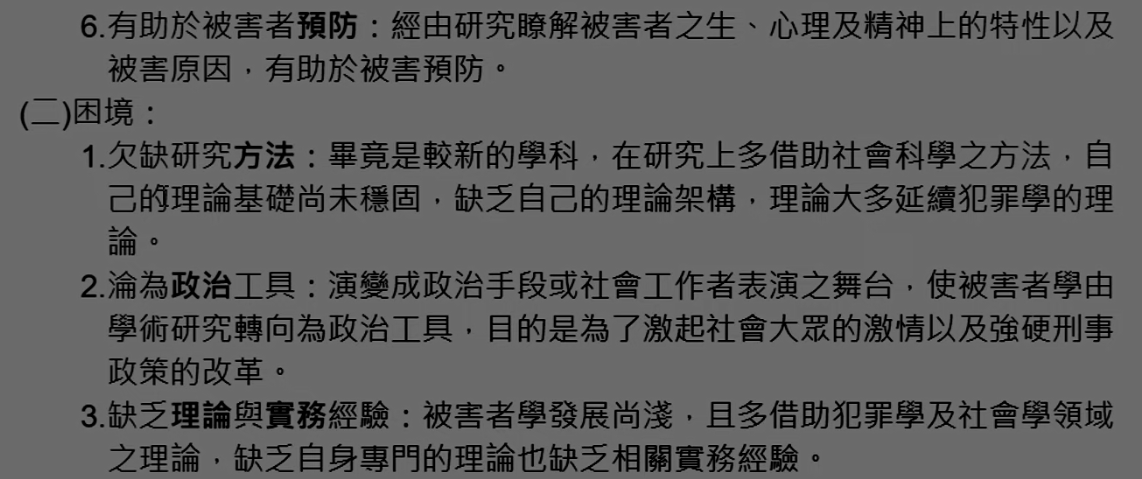 6.有助於被害者預防：經由研究瞭解被害者之生、心理及精神上的特性以及
被害原因，有助於被害預防。
(二)困境：
1.欠缺研究方法：畢竟是較新的學科，在研究上多借助社會科學之方法，自
己的理論基礎尚未穩固，缺乏自己的理論架構，理論大多延續犯罪學的理
論。
2.淪為政治工具：演變成政治手段或社會工作者表演之舞台，使被害者學由
學術研究轉向為政治工具，目的是為了激起社會大眾的激情以及強硬刑事
政策的改革。
3.缺乏理論與實務經驗：被害者學發展尚淺，且多借助犯罪學及社會學領域
之理論，缺乏自身專門的理論也缺乏相關實務經驗。